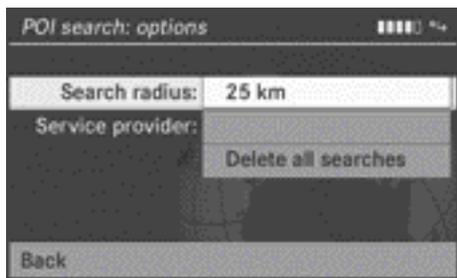 POI search: options
Search radius: 25 km
Service provider:
Delete all searches
Back